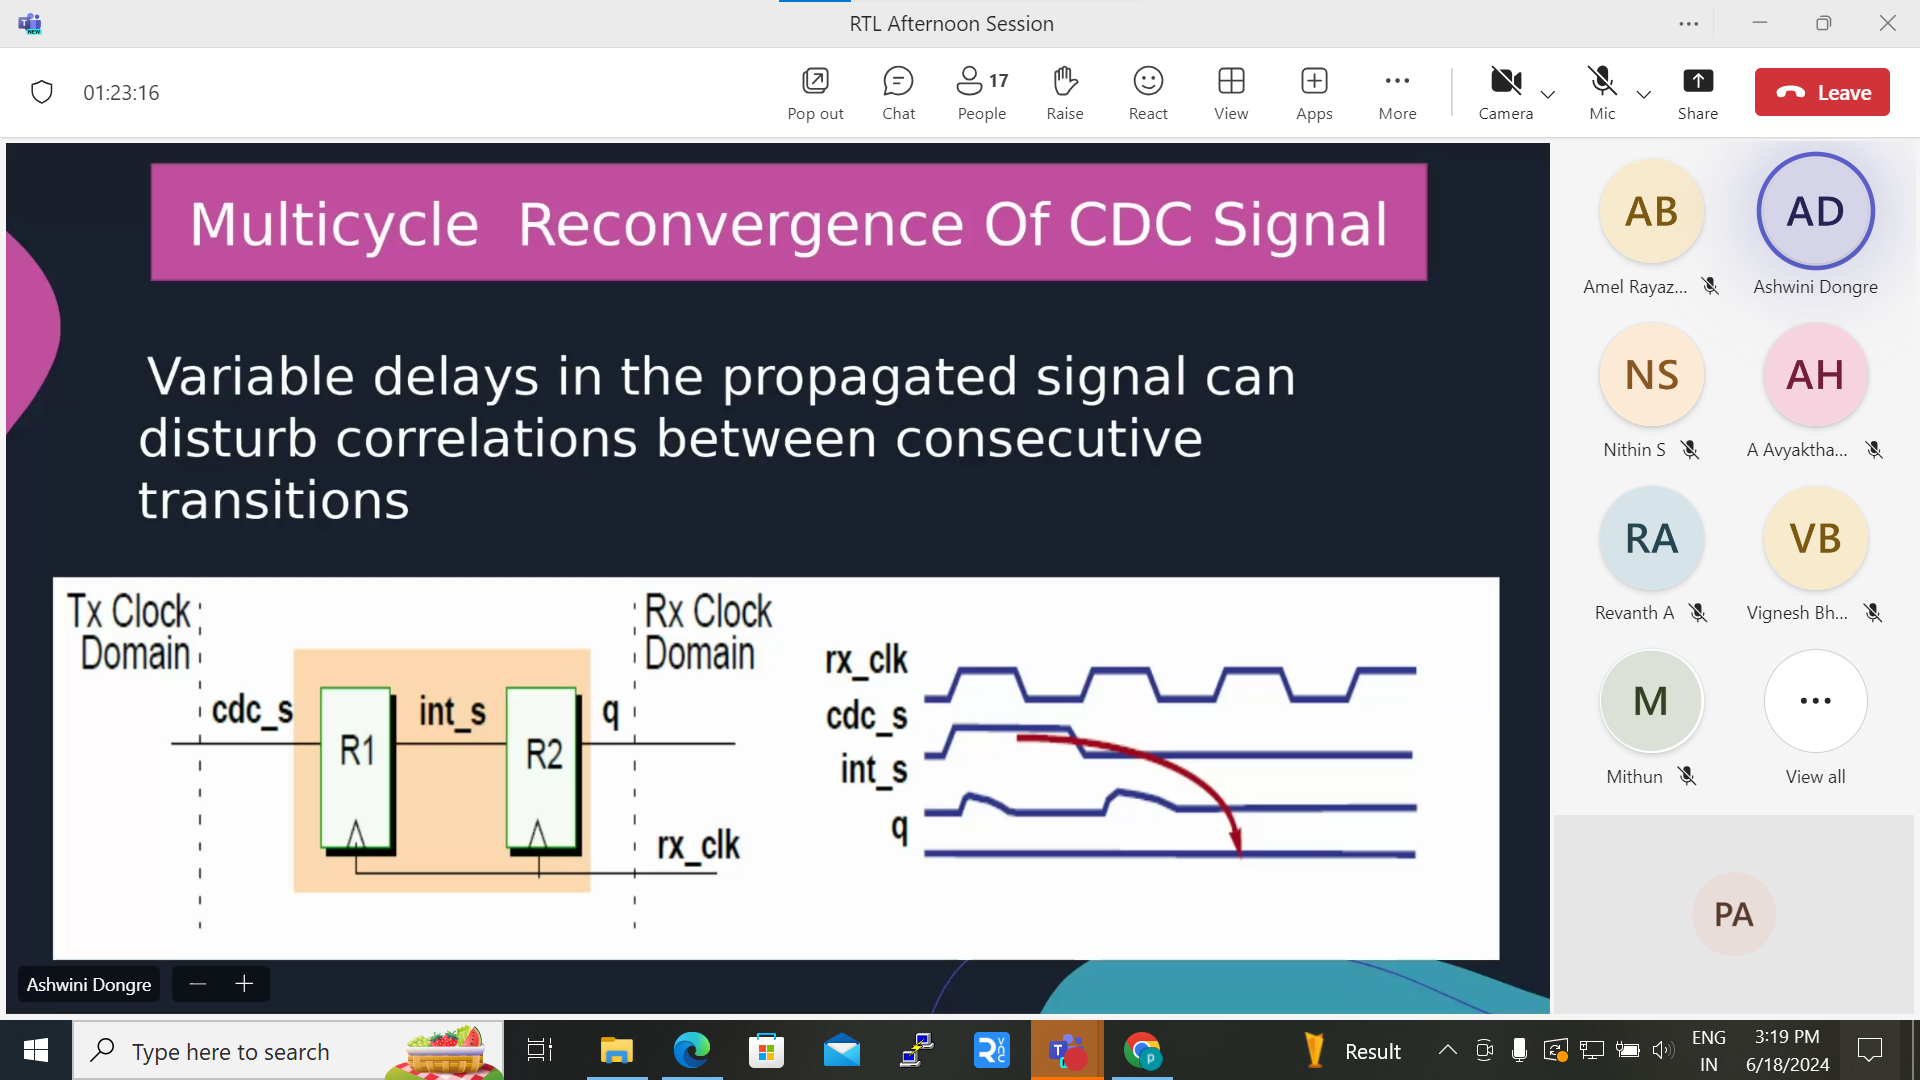 RTL Afternoon Session
NEW
01:23:16
Pop out
Chat
17
People
Raise
React
View
Apps
More
Camera
Mic
Share
Leave
Multicycle Reconvergence Of CDC Signal
Variable delays in the propagated signal can
disturb correlations between consecutive
transitions
Tx Clock
Domain
Rx Clock
Domain
cdc_s
R1
int_s
R2
q
rx_clk
rx_clk
cdc_s
int_s
q
Ashwini Dongre
AB
Amel Rayaz...
AD
Ashwini Dongre
NS
Nithin S
AH
A Avyaktha...
RA
Revanth A
VB
Vignesh Bh...
M
Mithun
View all
PA
Type here to search
Result
ENG
IN
3:19 PM
6/18/2024